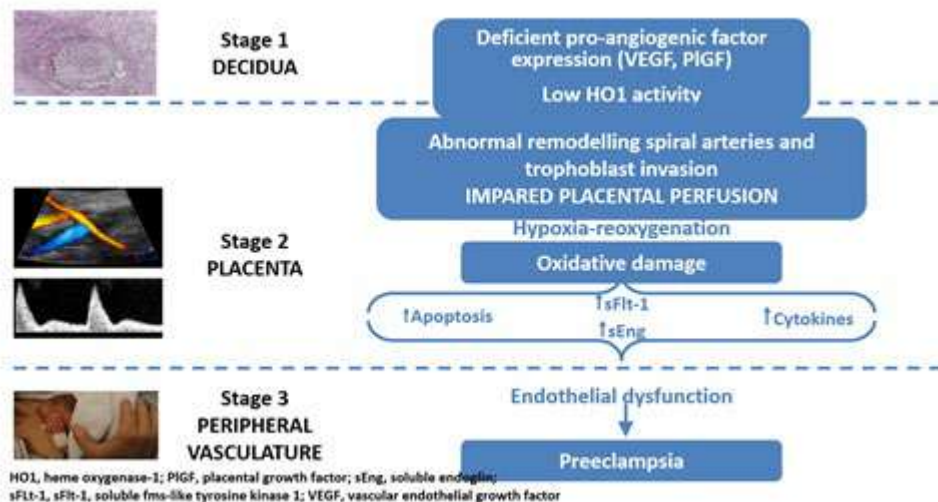 Stage 1
DECIDUA
Deficient pro-angiogenic factor
expression (VEGF, PlGF)
Low HO1 activity
Abnormal remodelling spiral arteries and
trophoblast invasion
IMPARED PLACENTAL PERFUSION
Hypoxia-reoxygenation
Stage 2
PLACENTA
Oxidative damage
↑Apoptosis
↑sFlt-1
↑sEng
↑Cytokines
Stage 3
PERIPHERAL
VASCULATURE
Endothelial dysfunction
Preeclampsia
HO1, heme oxygenase-1; PlGF, placental growth factor; sEng, soluble endoglin;
sFLt-1, sFlt-1, soluble fms-like tyrosine kinase 1; VEGF, vascular endothelial growth factor